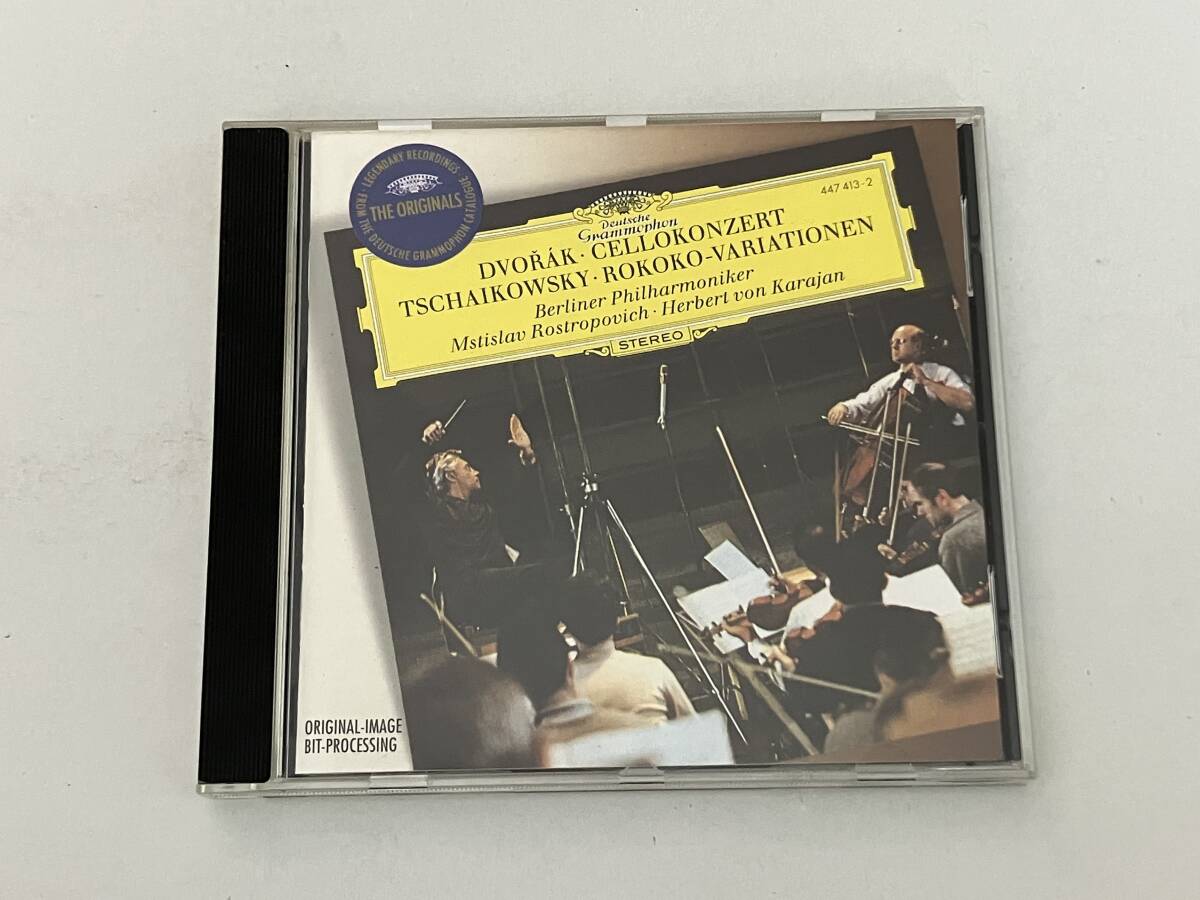 LEGENDARY RECORDINGS
THE ORIGINALS
FROM THE DEUTSCHE GRAMMOPHON CATALOGUE
447 413-2
Deutsche
Grammophon
DVOŘÁK · CELLOKONZERT
TSCHAIKOWSKY · ROKOKO-VARIATIONEN
Berliner Philharmoniker
Mstislav Rostropovich · Herbert von Karajan
STEREO
ORIGINAL-IMAGE
BIT-PROCESSING